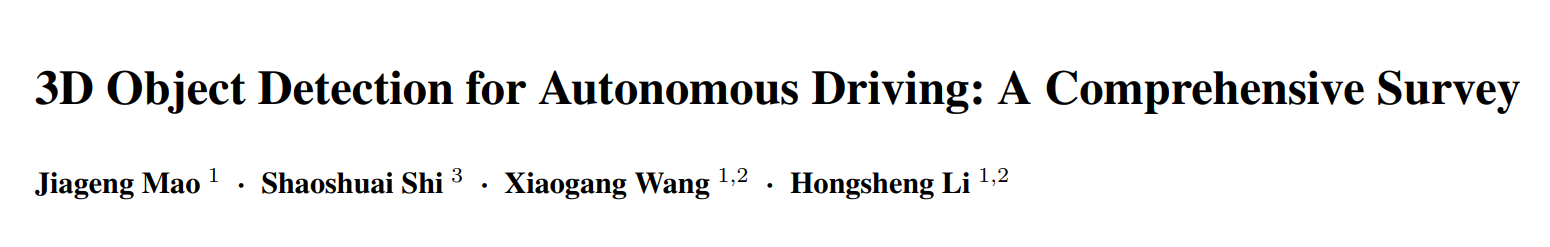 3D Object Detection for Autonomous Driving: A Comprehensive Survey
Jiageng Mao 1 · Shaoshuai Shi 3 · Xiaogang Wang 1,2 · Hongsheng Li 1,2